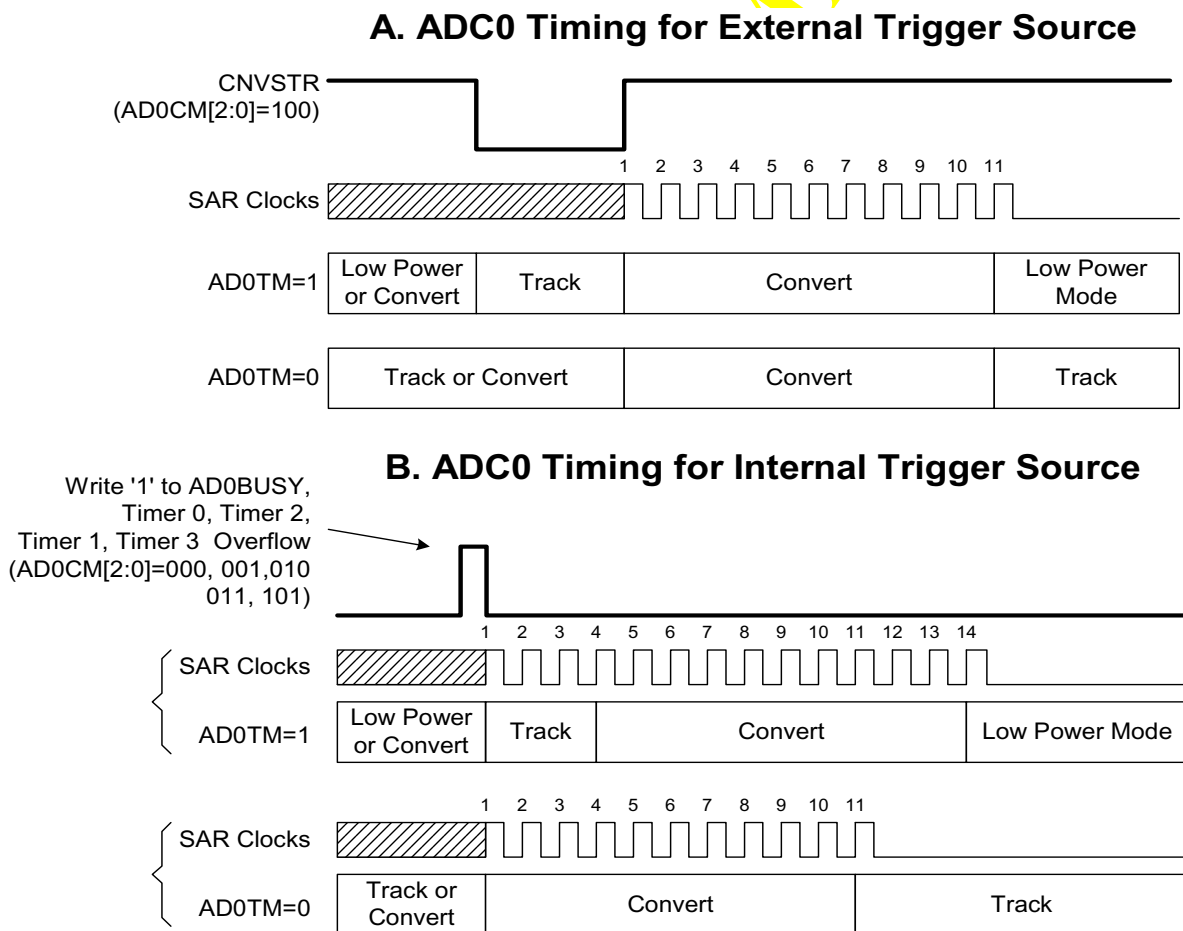 A. ADC0 Timing for External Trigger Source
CNVSTR
(AD0CM[2:0]=100)
1 2 3 4 5 6 7 8 9 10 11
SAR Clocks
AD0TM=1
Low Power
or Convert
Track
Convert
Low Power
Mode
AD0TM=0
Track or Convert
Convert
Track
B. ADC0 Timing for Internal Trigger Source
Write '1' to AD0BUSY,
Timer 0, Timer 2,
Timer 1, Timer 3 Overflow
(AD0CM[2:0]=000, 001,010
011, 101)
1 2 3 4 5 6 7 8 9 10 11 12 13 14
SAR Clocks
AD0TM=1
Low Power
or Convert
Track
Convert
Low Power Mode
1 2 3 4 5 6 7 8 9 10 11
SAR Clocks
AD0TM=0
Track or
Convert
Convert
Track